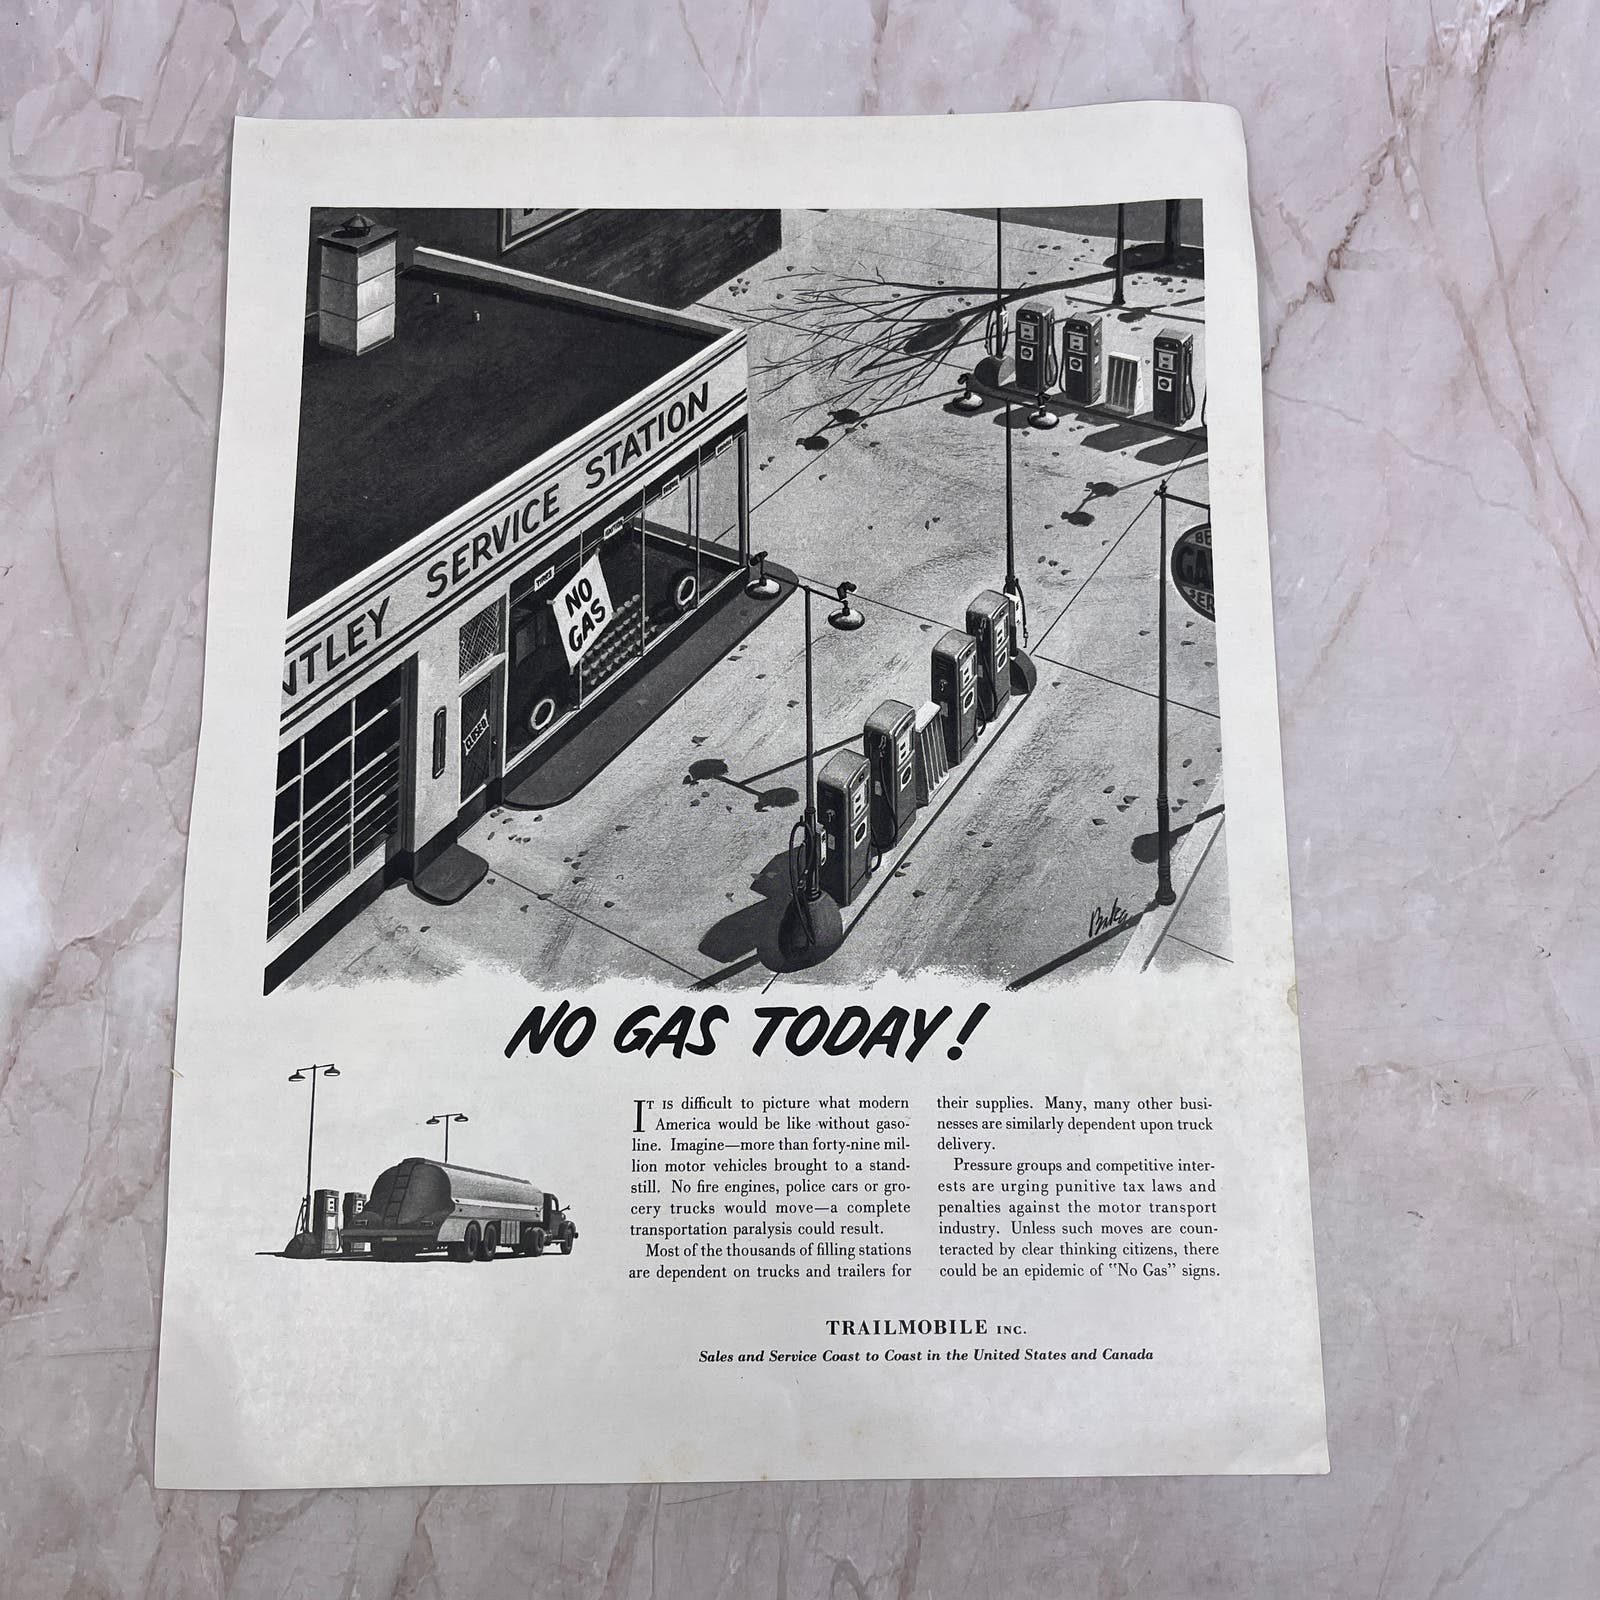 NTLEY SERVICE STATION
TIRES
NO
GAS
CLOSED
BE
SER
NO GAS TODAY!
IT IS difficult to picture what modern
America would be like without gaso-
line. Imagine—more than forty-nine mil-
lion motor vehicles brought to a stand-
still. No fire engines, police cars or gro-
cery trucks would move—a complete
transportation paralysis could result.
Most of the thousands of filling stations
are dependent on trucks and trailers for
their supplies. Many, many other busi-
nesses are similarly dependent upon truck
delivery.
Pressure groups and competitive inter-
ests are urging punitive tax laws and
penalties against the motor transport
industry. Unless such moves are coun-
teracted by clear thinking citizens, there
could be an epidemic of "No Gas" signs.
TRAILMOBILE INC.
Sales and Service Coast to Coast in the United States and Canada